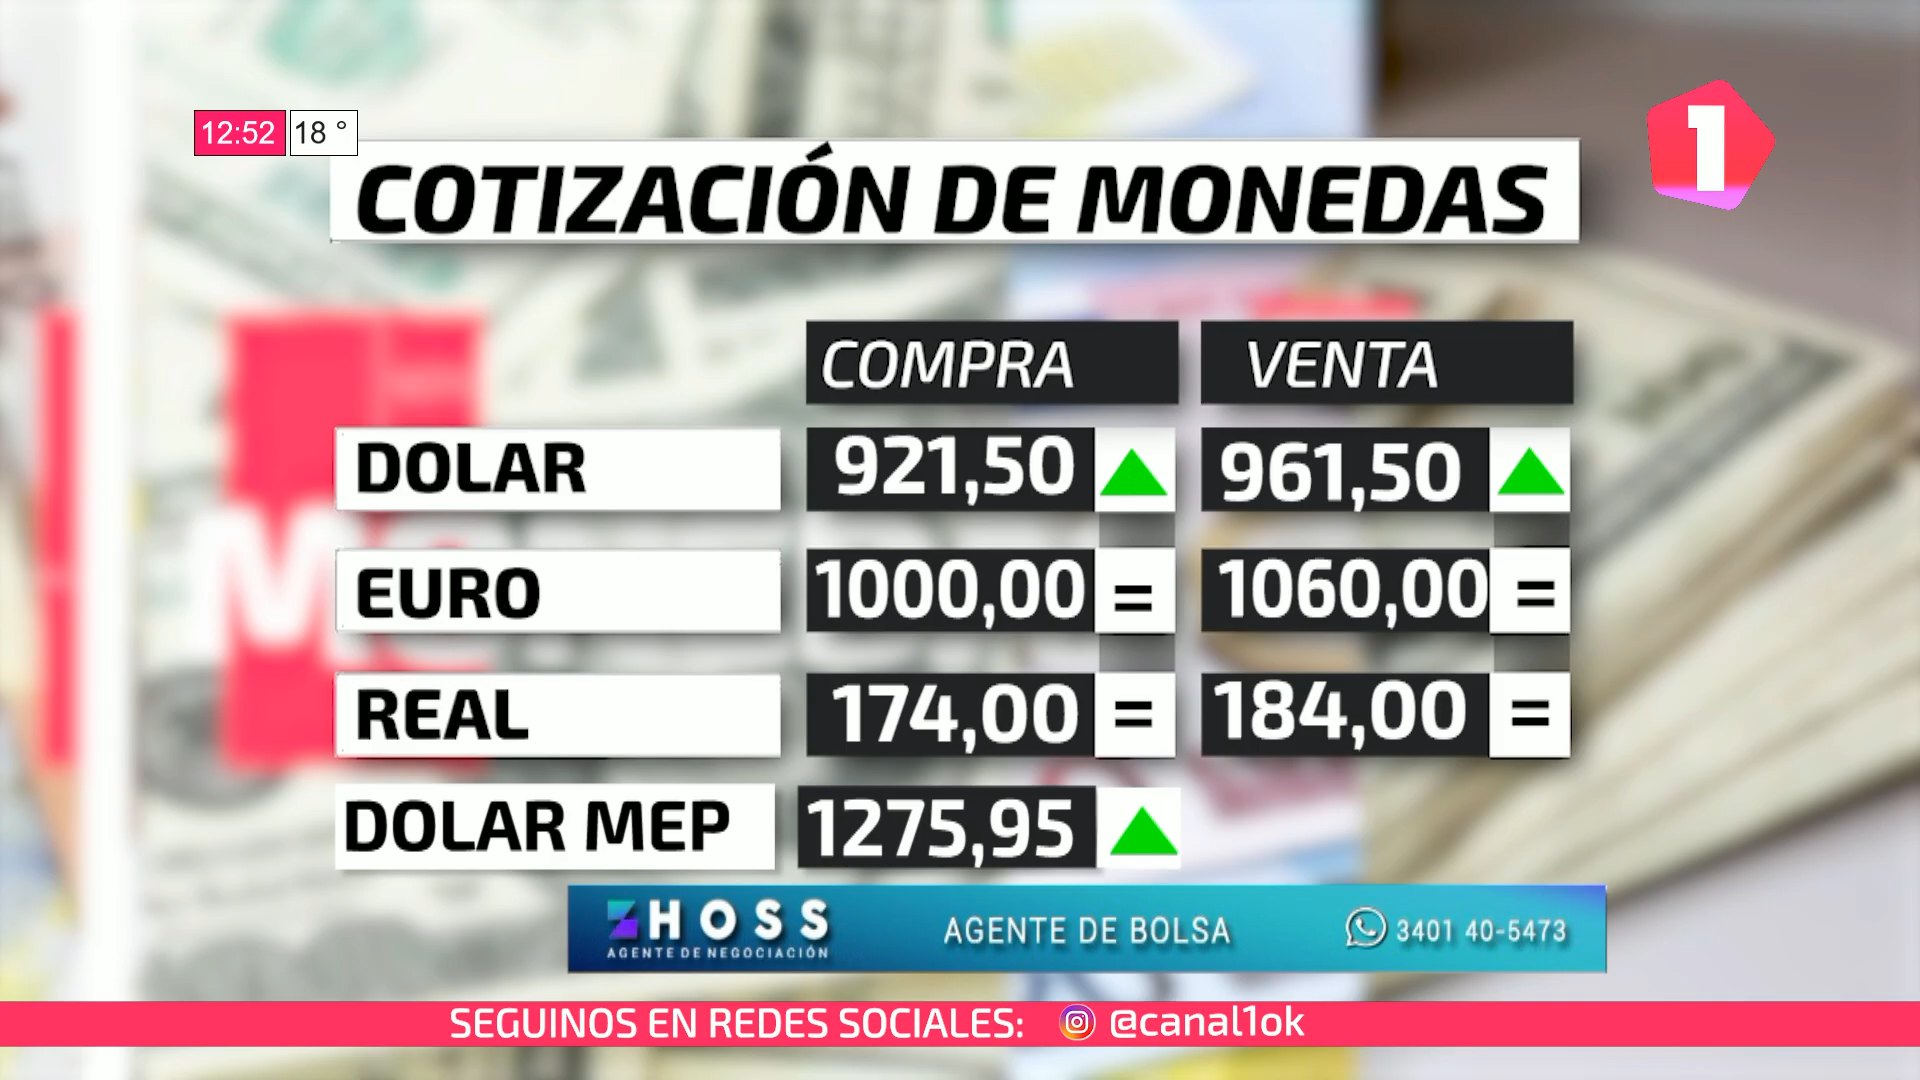 12:52 18 °
1
COTIZACIÓN DE MONEDAS
COMPRA VENTA
DOLAR 921,50 961,50
EURO 1000,00 = 1060,00 =
REAL 174,00 = 184,00 =
DOLAR MEP 1275,95
HOSS
AGENTE DE NEGOCIACIÓN
AGENTE DE BOLSA
3401 40-5473
SEGUINOS EN REDES SOCIALES: @canal1ok